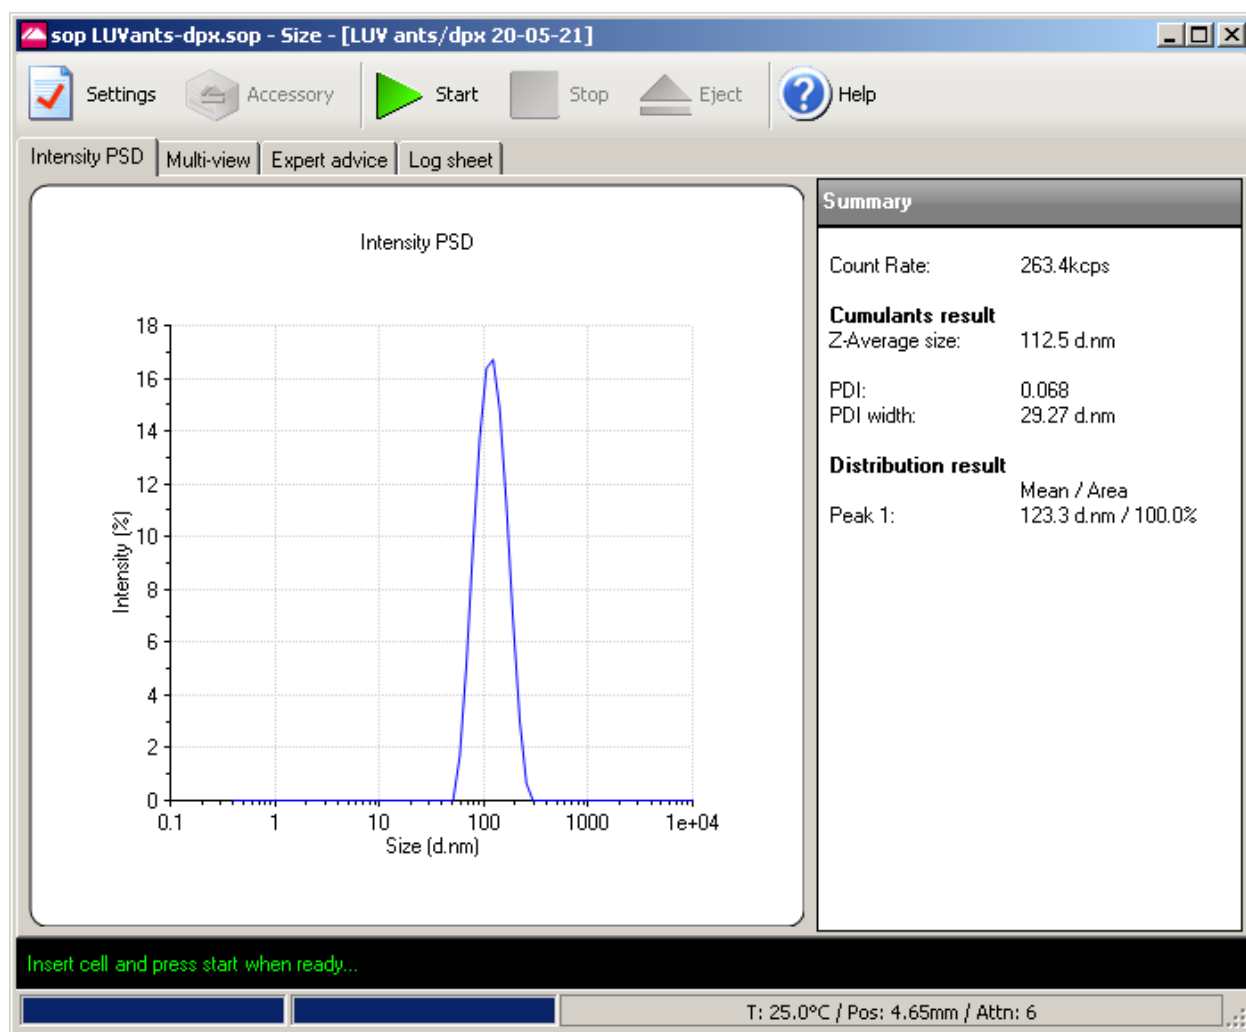 sop LUVants-dpx.sop - Size - [LUV ants/dpx 20-05-21]
Settings Accessory Start Stop Eject Help
Intensity PSD Multi-view Expert advice Log sheet
Intensity PSD
18
16
14
12
10
8
6
4
2
0
Intensity (%)
0.1 1 10 100 1000 1e+04
Size (d.nm)
Summary
Count Rate: 263.4kcps
Cumulants result
Z-Average size: 112.5 d.nm
PDI: 0.068
PDI width: 29.27 d.nm
Distribution result
Mean / Area
Peak 1: 123.3 d.nm / 100.0%
Insert cell and press start when ready...
T: 25.0°C / Pos: 4.65mm / Attn: 6